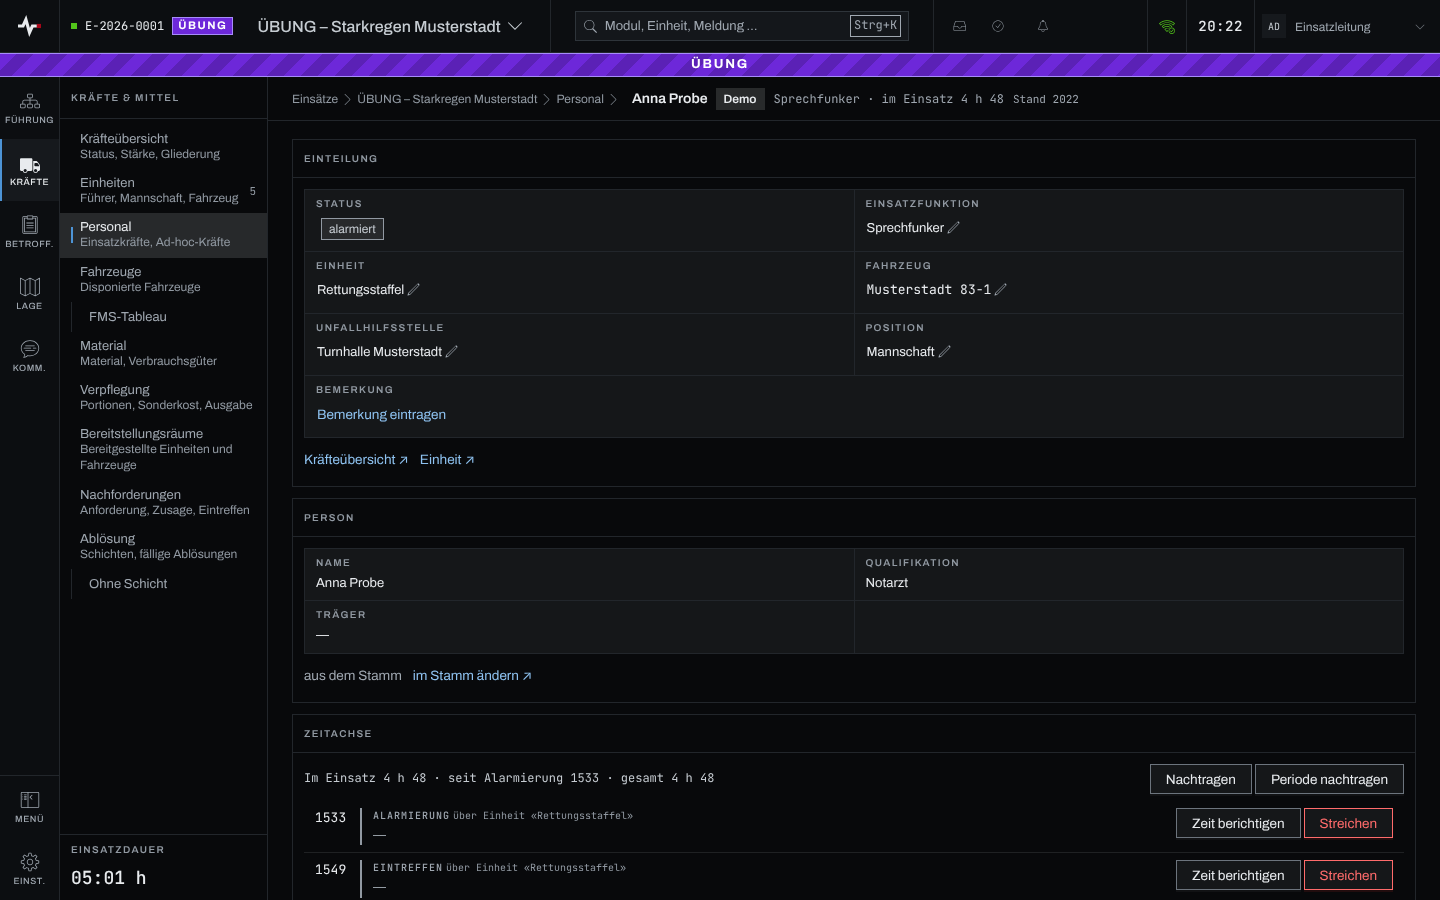 E-2026-0001 ÜBUNG ÜBUNG – Starkregen Musterstadt Modul, Einheit, Meldung ... Strg+K 20:22 AD Einsatzleitung
ÜBUNG
FÜHRUNG
KRÄFTE
BETROFF.
LAGE
KOMM.
MENÜ
EINST.
KRÄFTE & MITTEL
Kräfteübersicht
Status, Stärke, Gliederung
Einheiten
Führer, Mannschaft, Fahrzeug 5
Personal
Einsatzkräfte, Ad-hoc-Kräfte
Fahrzeuge
Disponierte Fahrzeuge
FMS-Tableau
Material
Material, Verbrauchsgüter
Verpflegung
Portionen, Sonderkost, Ausgabe
Bereitstellungsräume
Bereitgestellte Einheiten und
Fahrzeuge
Nachforderungen
Anforderung, Zusage, Eintreffen
Ablösung
Schichten, fällige Ablösungen
Ohne Schicht
EINSATZDAUER
05:01 h
Einsätze ÜBUNG – Starkregen Musterstadt Personal Anna Probe Demo Sprechfunker · im Einsatz 4 h 48 Stand 2022
EINTEILUNG
STATUS EINSATZFUNKTION
alarmiert Sprechfunker
EINHEIT FAHRZEUG
Rettungsstaffel Musterstadt 83-1
UNFALLHILFSSTELLE POSITION
Turnhalle Musterstadt Mannschaft
BEMERKUNG
Bemerkung eintragen
Kräfteübersicht ↗ Einheit ↗
PERSON
NAME QUALIFIKATION
Anna Probe Notarzt
TRÄGER
—
aus dem Stamm im Stamm ändern ↗
ZEITACHSE
Im Einsatz 4 h 48 · seit Alarmierung 1533 · gesamt 4 h 48 Nachtragen Periode nachtragen
1533 ALARMIERUNG über Einheit «Rettungsstaffel» Zeit berichtigen Streichen
—
1549 EINTREFFEN über Einheit «Rettungsstaffel» Zeit berichtigen Streichen
—